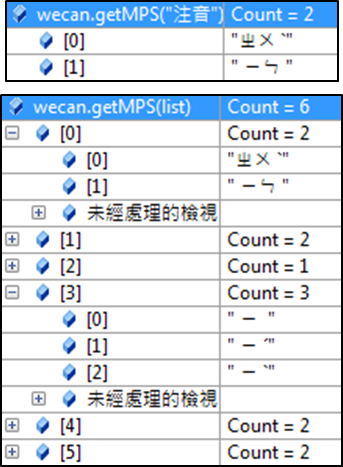 wecan.getMPS("注音") Count = 2
[0] "ㄓㄨˋ"
[1] "ㄧㄣ"
wecan.getMPS(list) Count = 6
[0] Count = 2
[0] "ㄓㄨˋ"
[1] "ㄧㄣ"
未經處理的檢視
[1] Count = 2
[2] Count = 1
[3] Count = 3
[0] "ㄧ"
[1] "ㄧˊ"
[2] "ㄧˋ"
未經處理的檢視
[4] Count = 2
[5] Count = 2